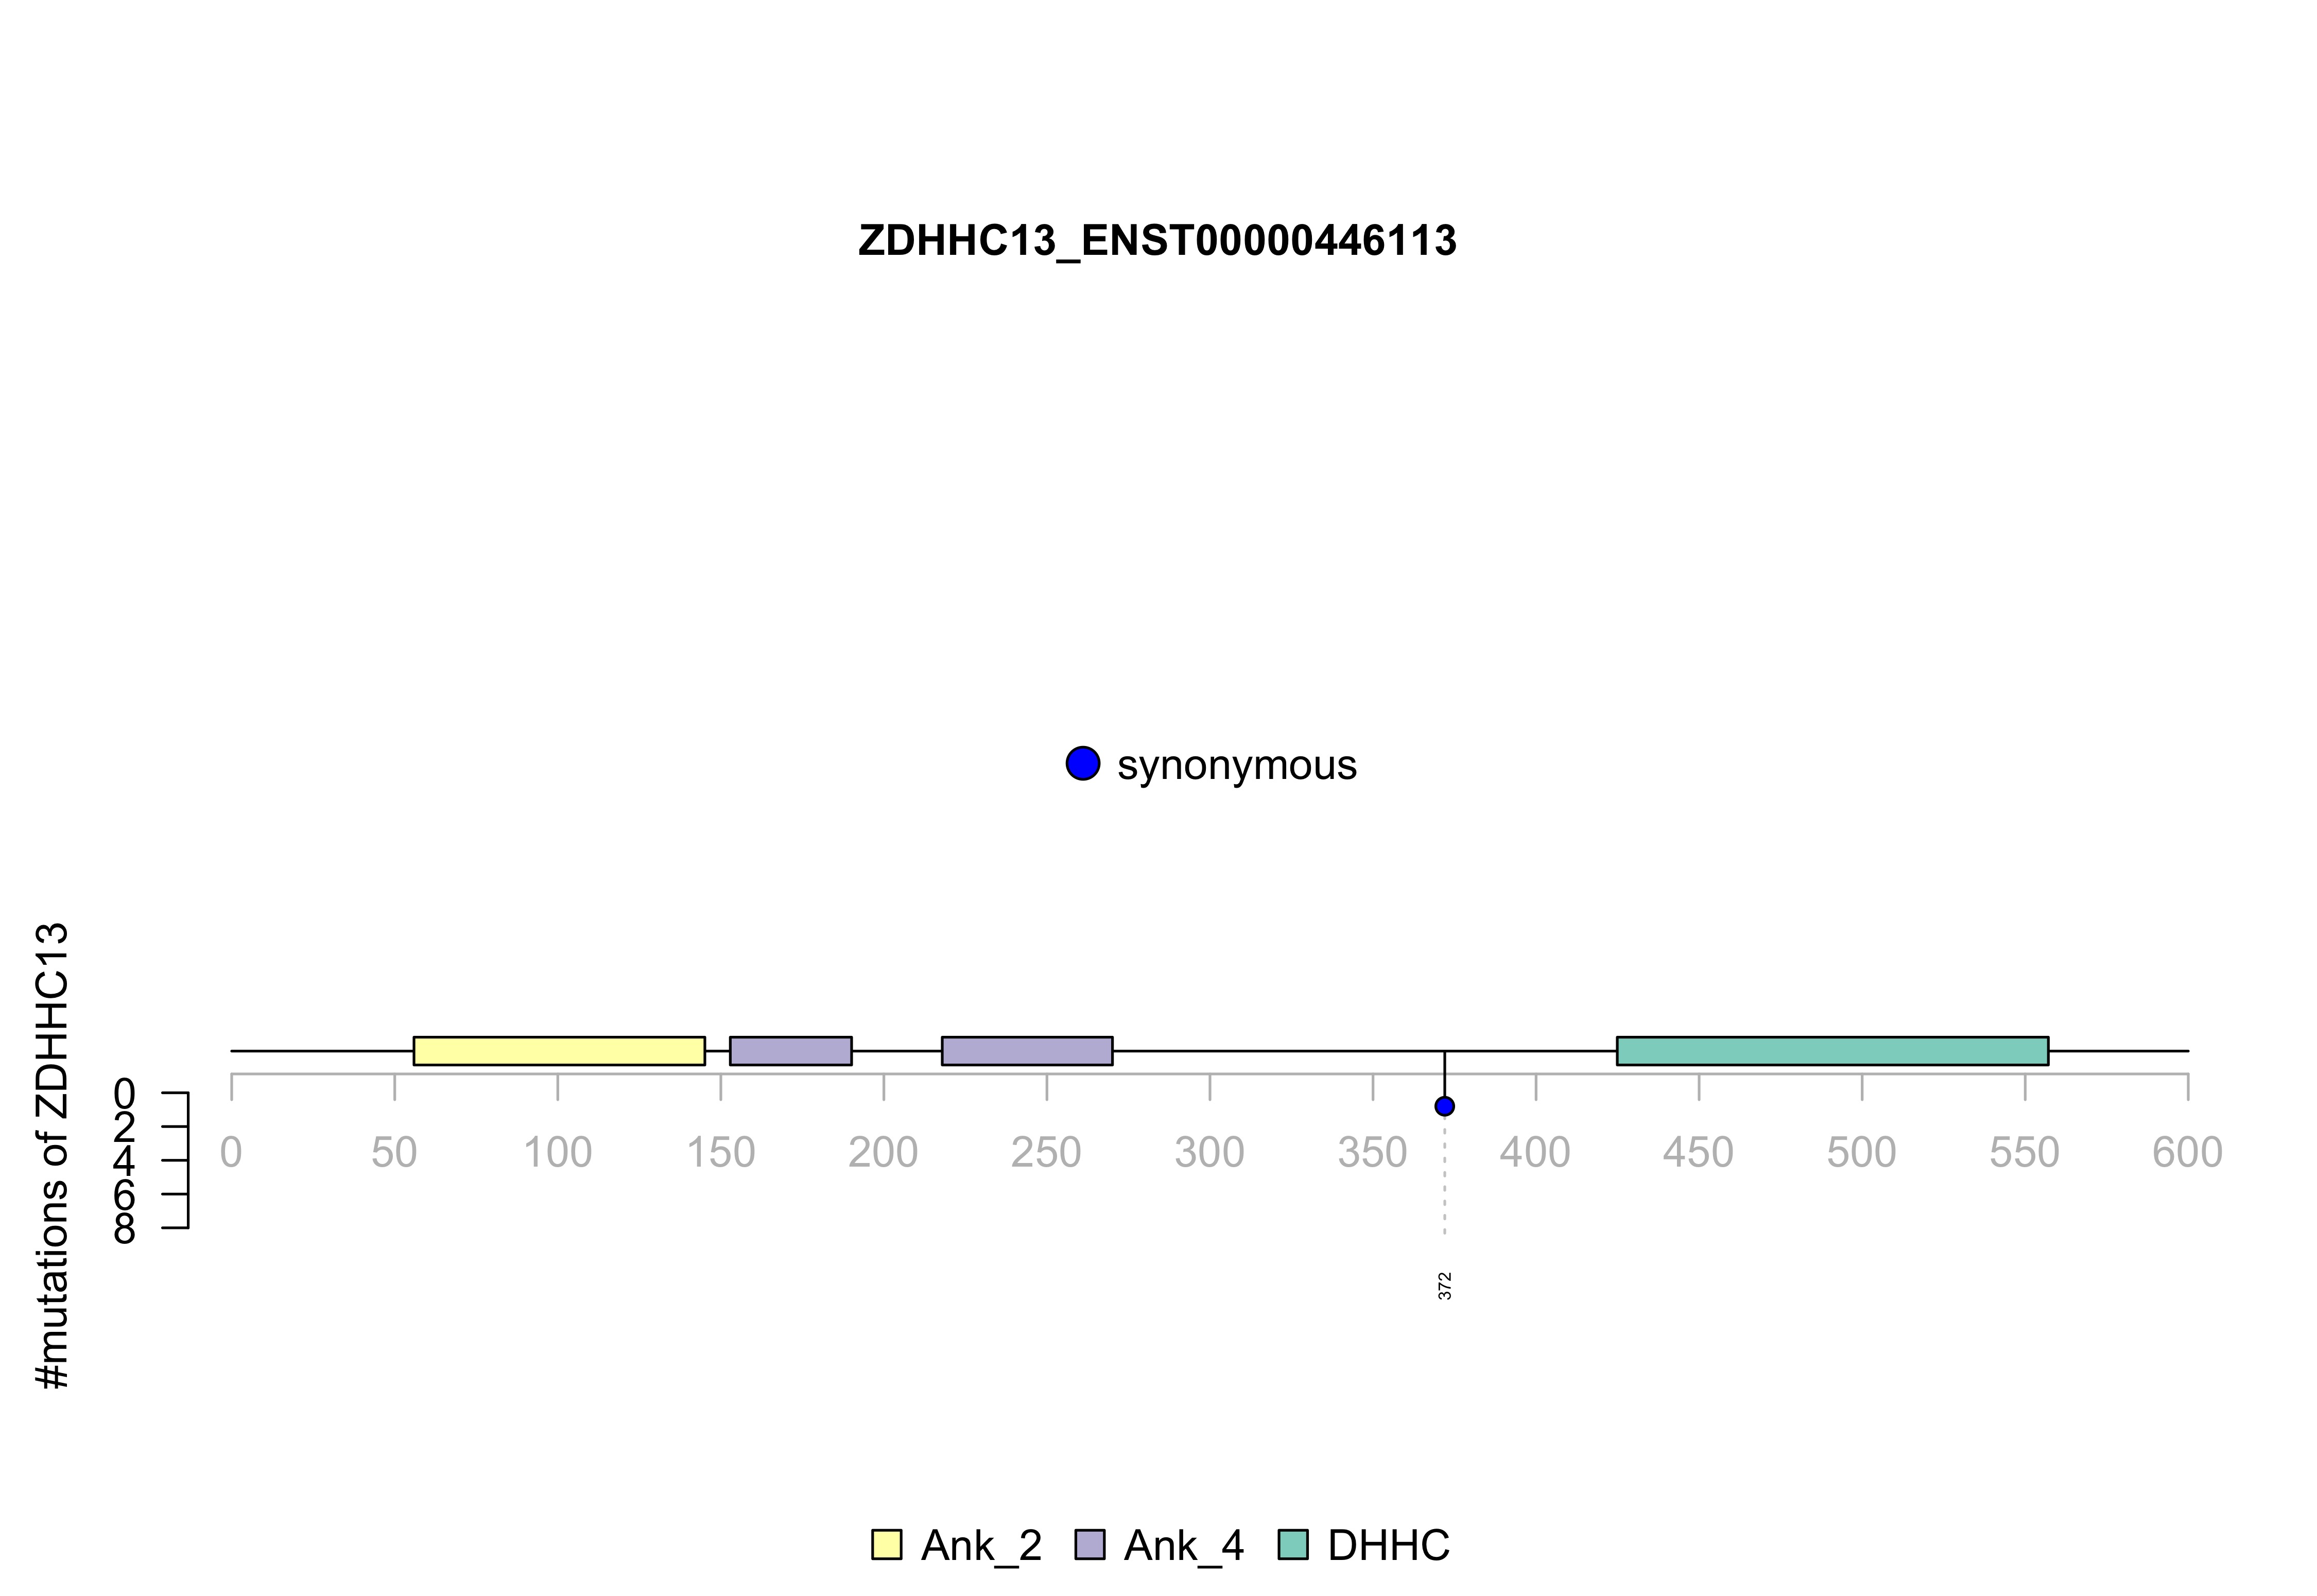 ZDHHC13_ENST00000446113
synonymous
#mutations of ZDHHC13
0
2
4
6
8
0 50 100 150 200 250 300 350 400 450 500 550 600
372
Ank_2 Ank_4 DHHC